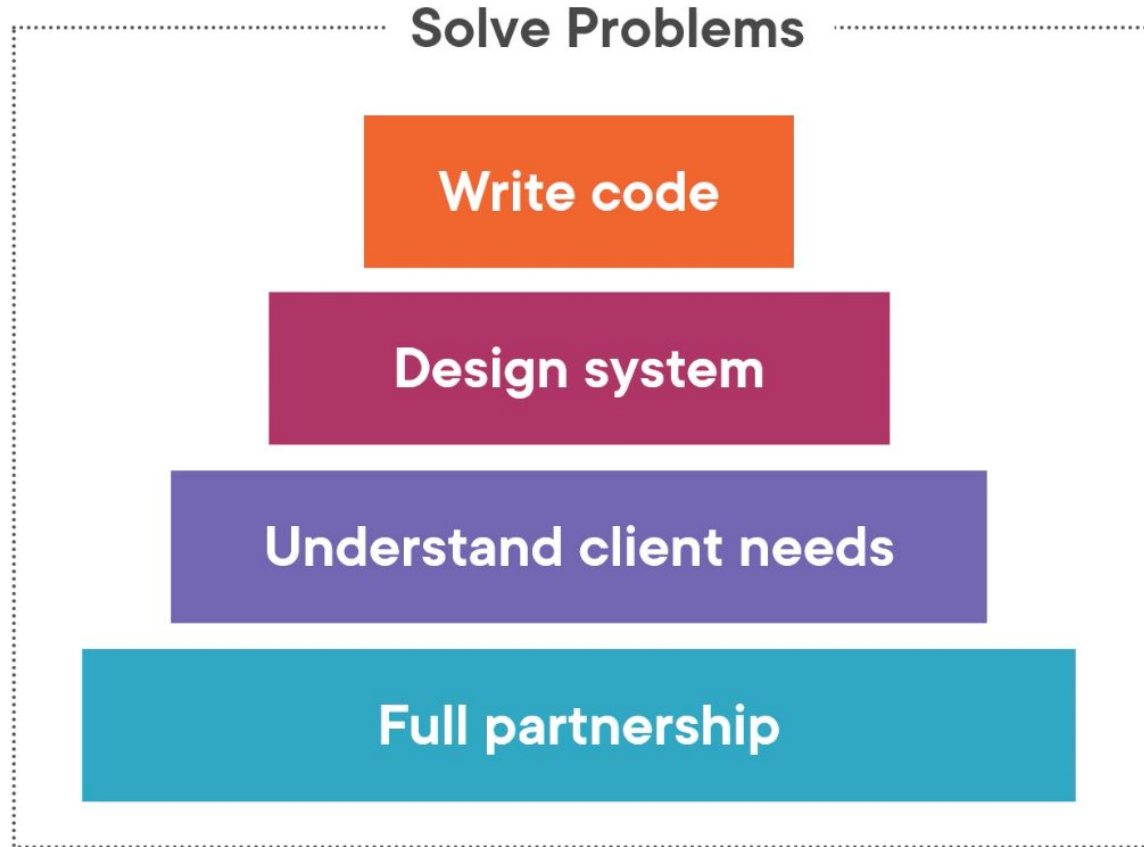 Solve Problems
Write code
Design system
Understand client needs
Full partnership